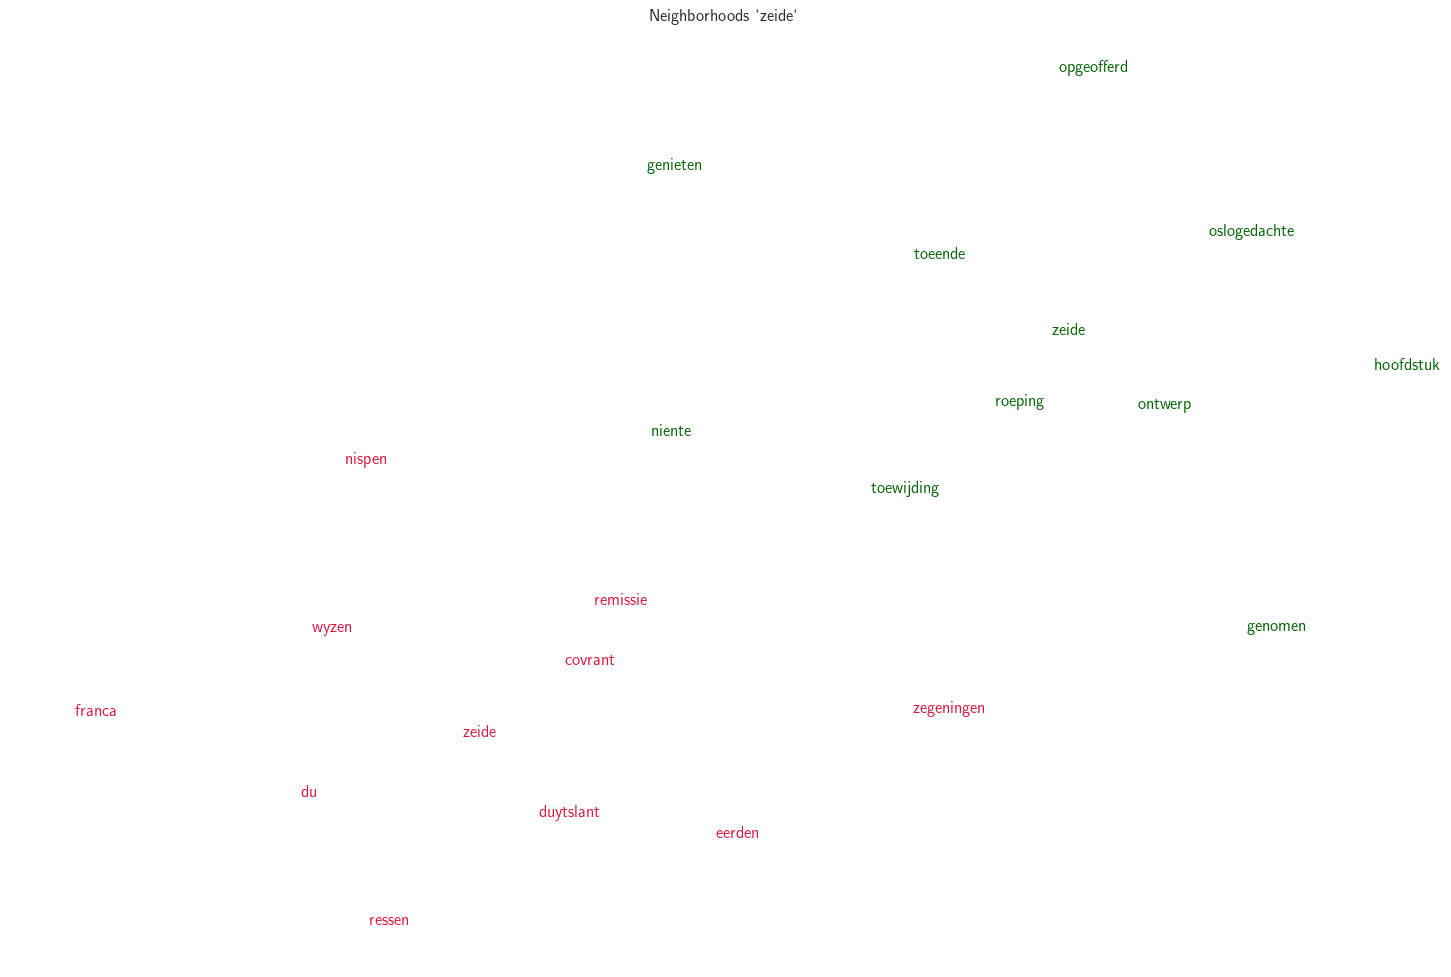 Neighborhoods ‘zeide‘
opgeofferd
genieten
oslogedachte
toeende
zeide
hoofdstuk
roeping
ontwerp
niente
nispen
toewijding
remissie
wyzen
genomen
covrant
franca
zegeningen
zeide
du
duytslant
eerden
ressen